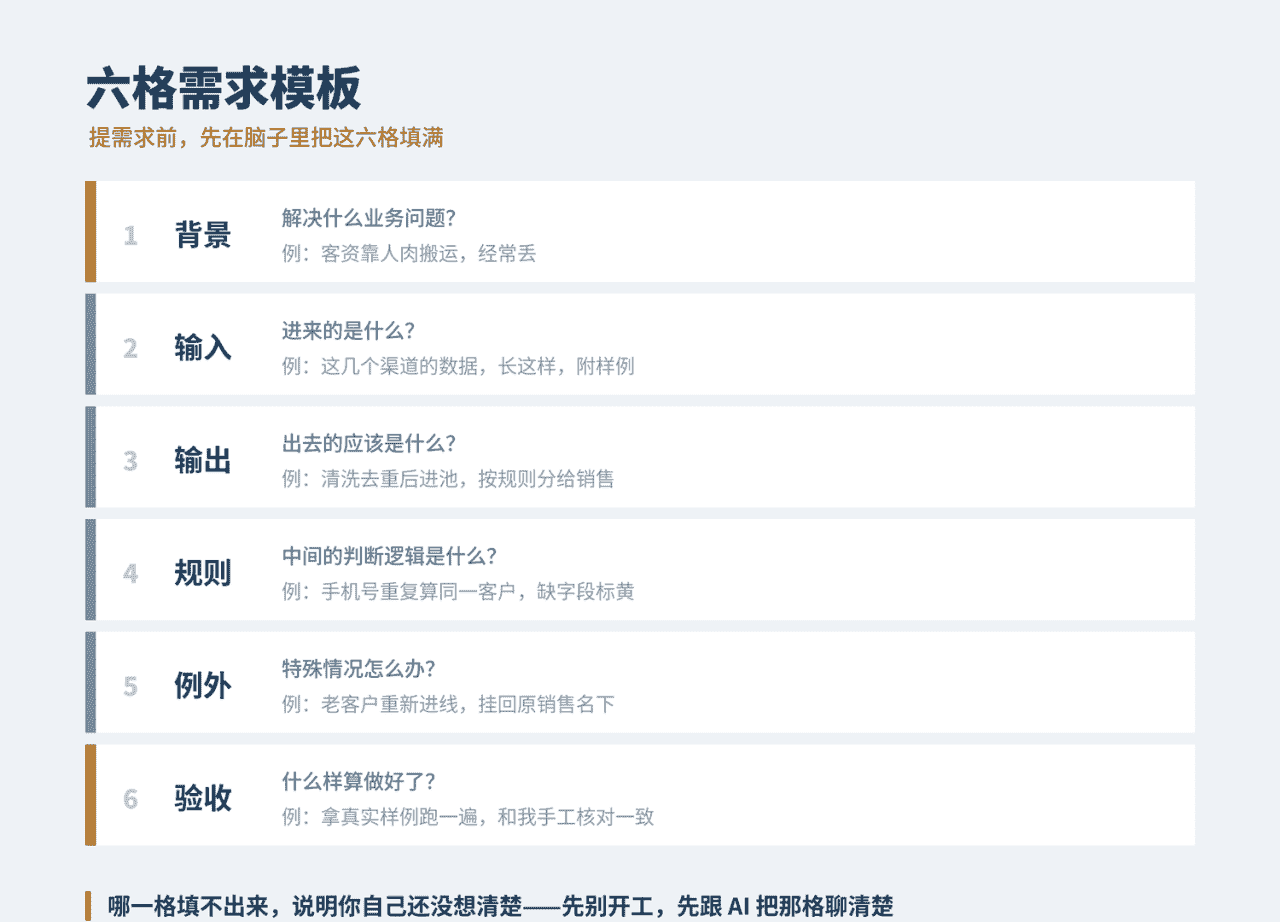 六格需求模板
提需求前，先在脑子里把这六格填满
1 背景
解决什么业务问题？
例：客资靠人肉搬运，经常丢
2 输入
进来的是什么？
例：这几个渠道的数据，长这样，附样例
3 输出
出去的应该是什么？
例：清洗去重后进池，按规则分给销售
4 规则
中间的判断逻辑是什么？
例：手机号重复算同一客户，缺字段标黄
5 例外
特殊情况怎么办？
例：老客户重新进线，挂回原销售名下
6 验收
什么样算做好了？
例：拿真实样例跑一遍，和我手工核对一致
哪一格填不出来，说明你自己还没想清楚——先别开工，先跟 AI 把那格聊清楚